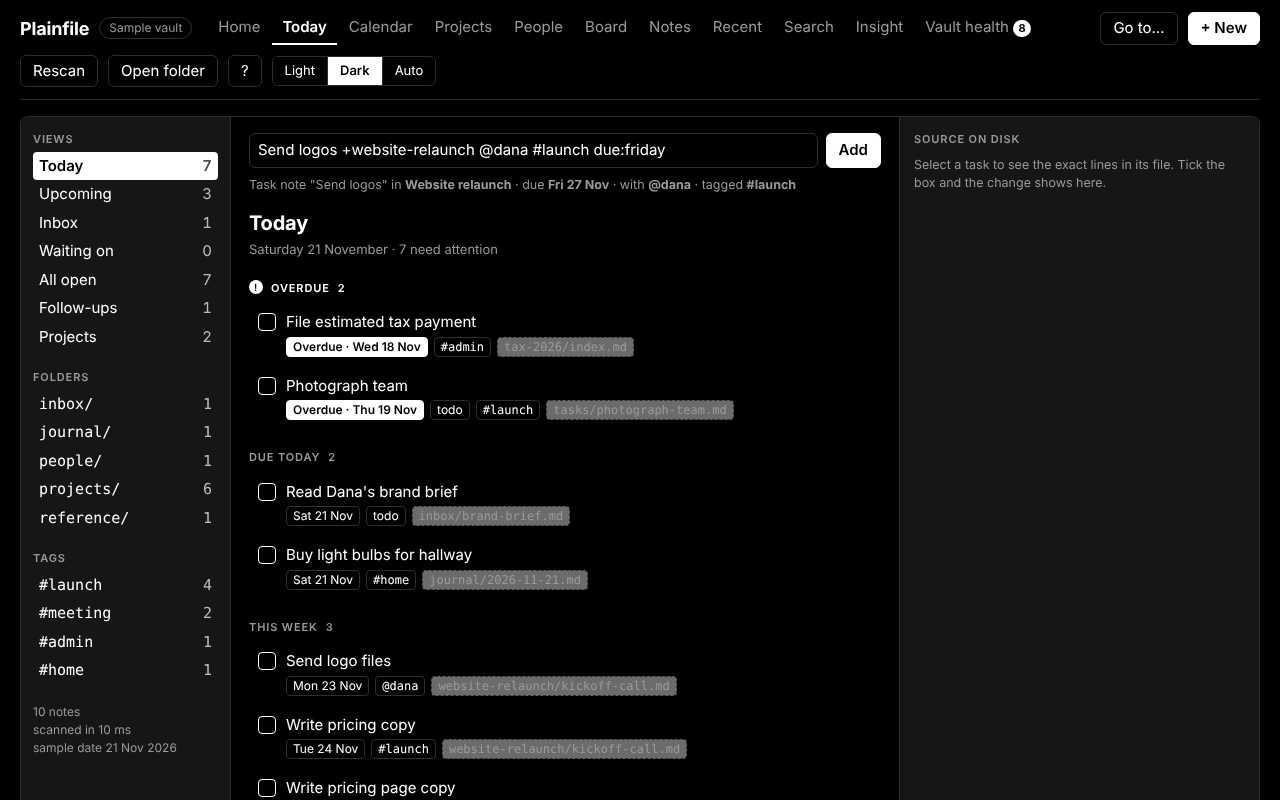 Plainfile Sample vault Home Today Calendar Projects People Board Notes Recent Search Insight Vault health 8 Go to... + New
Rescan Open folder ? Light Dark Auto
VIEWS
Today 7
Upcoming 3
Inbox 1
Waiting on 0
All open 7
Follow-ups 1
Projects 2
FOLDERS
inbox/ 1
journal/ 1
people/ 1
projects/ 6
reference/ 1
TAGS
#launch 4
#meeting 2
#admin 1
#home 1
10 notes
scanned in 10 ms
sample date 21 Nov 2026
Send logos +website-relaunch @dana #launch due:friday Add
Task note "Send logos" in Website relaunch · due Fri 27 Nov · with @dana · tagged #launch
Today
Saturday 21 November · 7 need attention
! OVERDUE 2
File estimated tax payment
Overdue · Wed 18 Nov #admin tax-2026/index.md
Photograph team
Overdue · Thu 19 Nov todo #launch tasks/photograph-team.md
DUE TODAY 2
Read Dana's brand brief
Sat 21 Nov todo inbox/brand-brief.md
Buy light bulbs for hallway
Sat 21 Nov #home journal/2026-11-21.md
THIS WEEK 3
Send logo files
Mon 23 Nov @dana website-relaunch/kickoff-call.md
Write pricing copy
Tue 24 Nov #launch website-relaunch/kickoff-call.md
Write pricing page copy
SOURCE ON DISK
Select a task to see the exact lines in its file. Tick the
box and the change shows here.